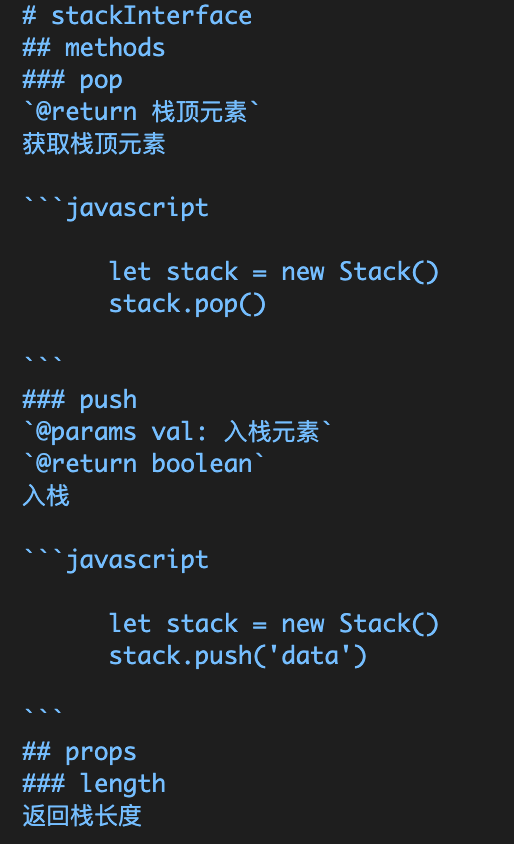 # stackInterface
## methods
### pop
`@return 栈顶元素`
获取栈顶元素
```javascript
let stack = new Stack()
stack.pop()
```
### push
`@params val: 入栈元素`
`@return boolean`
入栈
```javascript
let stack = new Stack()
stack.push('data')
```
## props
### length
返回栈长度